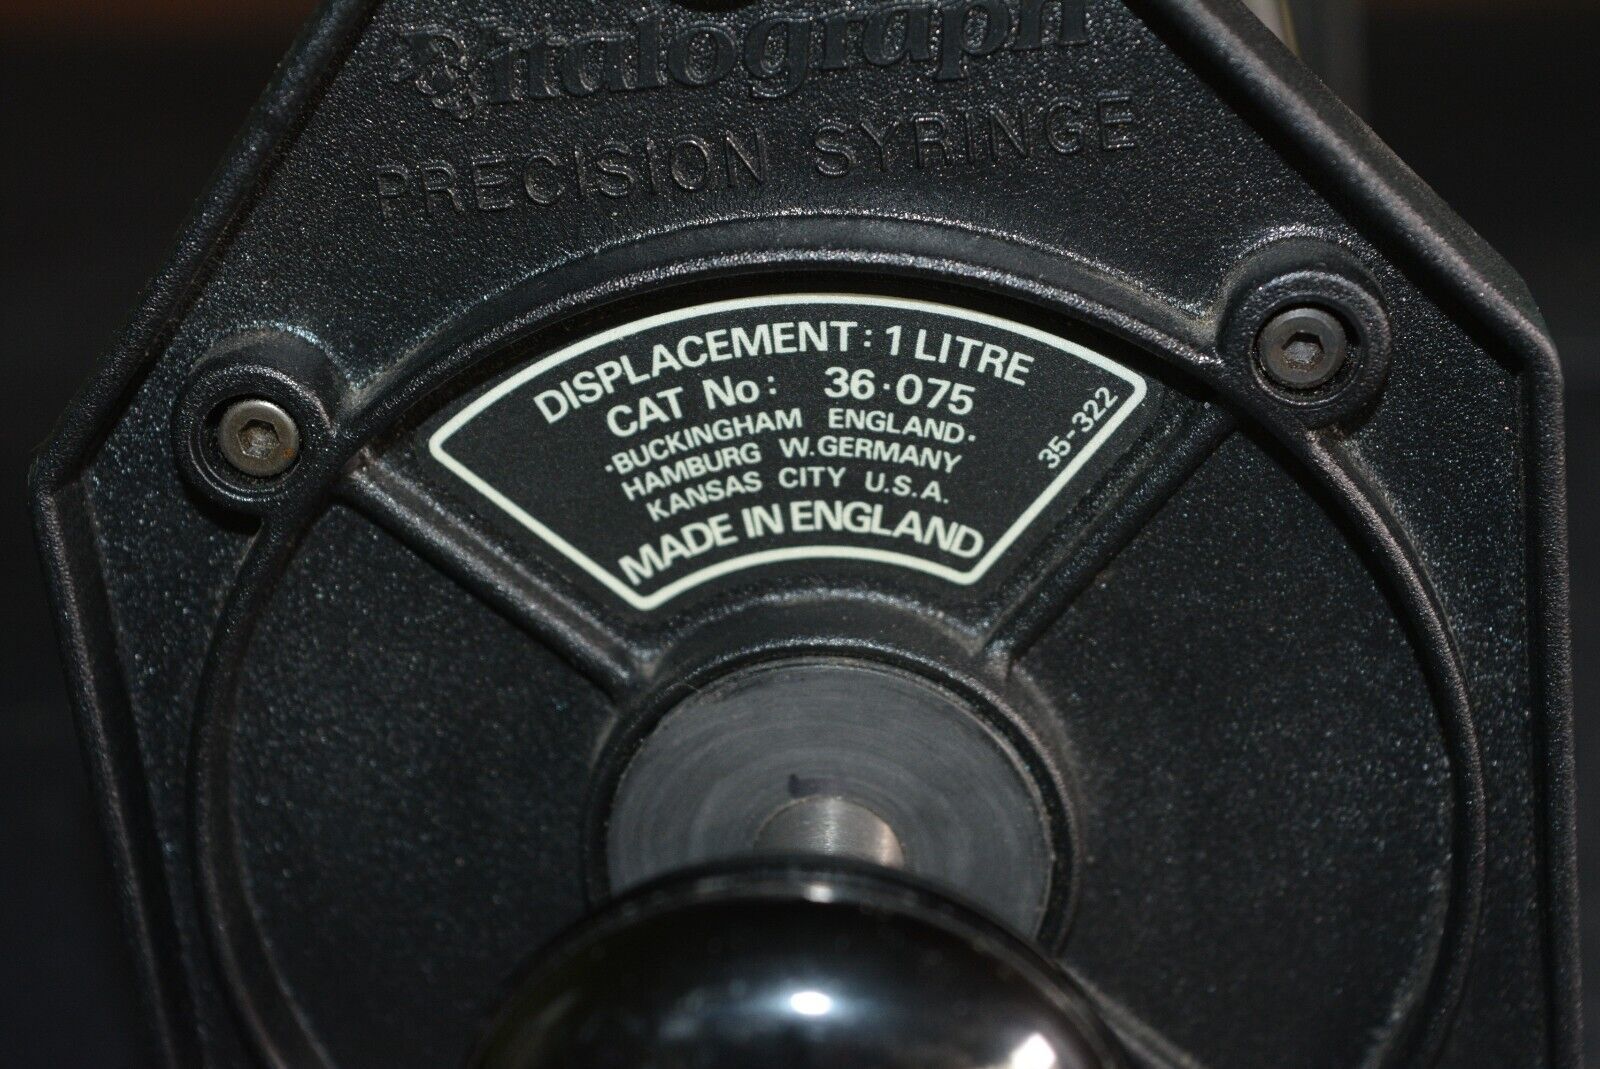 Vitalograph
PRECISION SYRINGE
DISPLACEMENT: 1 LITRE
CAT No: 36·075
·BUCKINGHAM ENGLAND·
HAMBURG W.GERMANY
KANSAS CITY U.S.A.
MADE IN ENGLAND
35-322